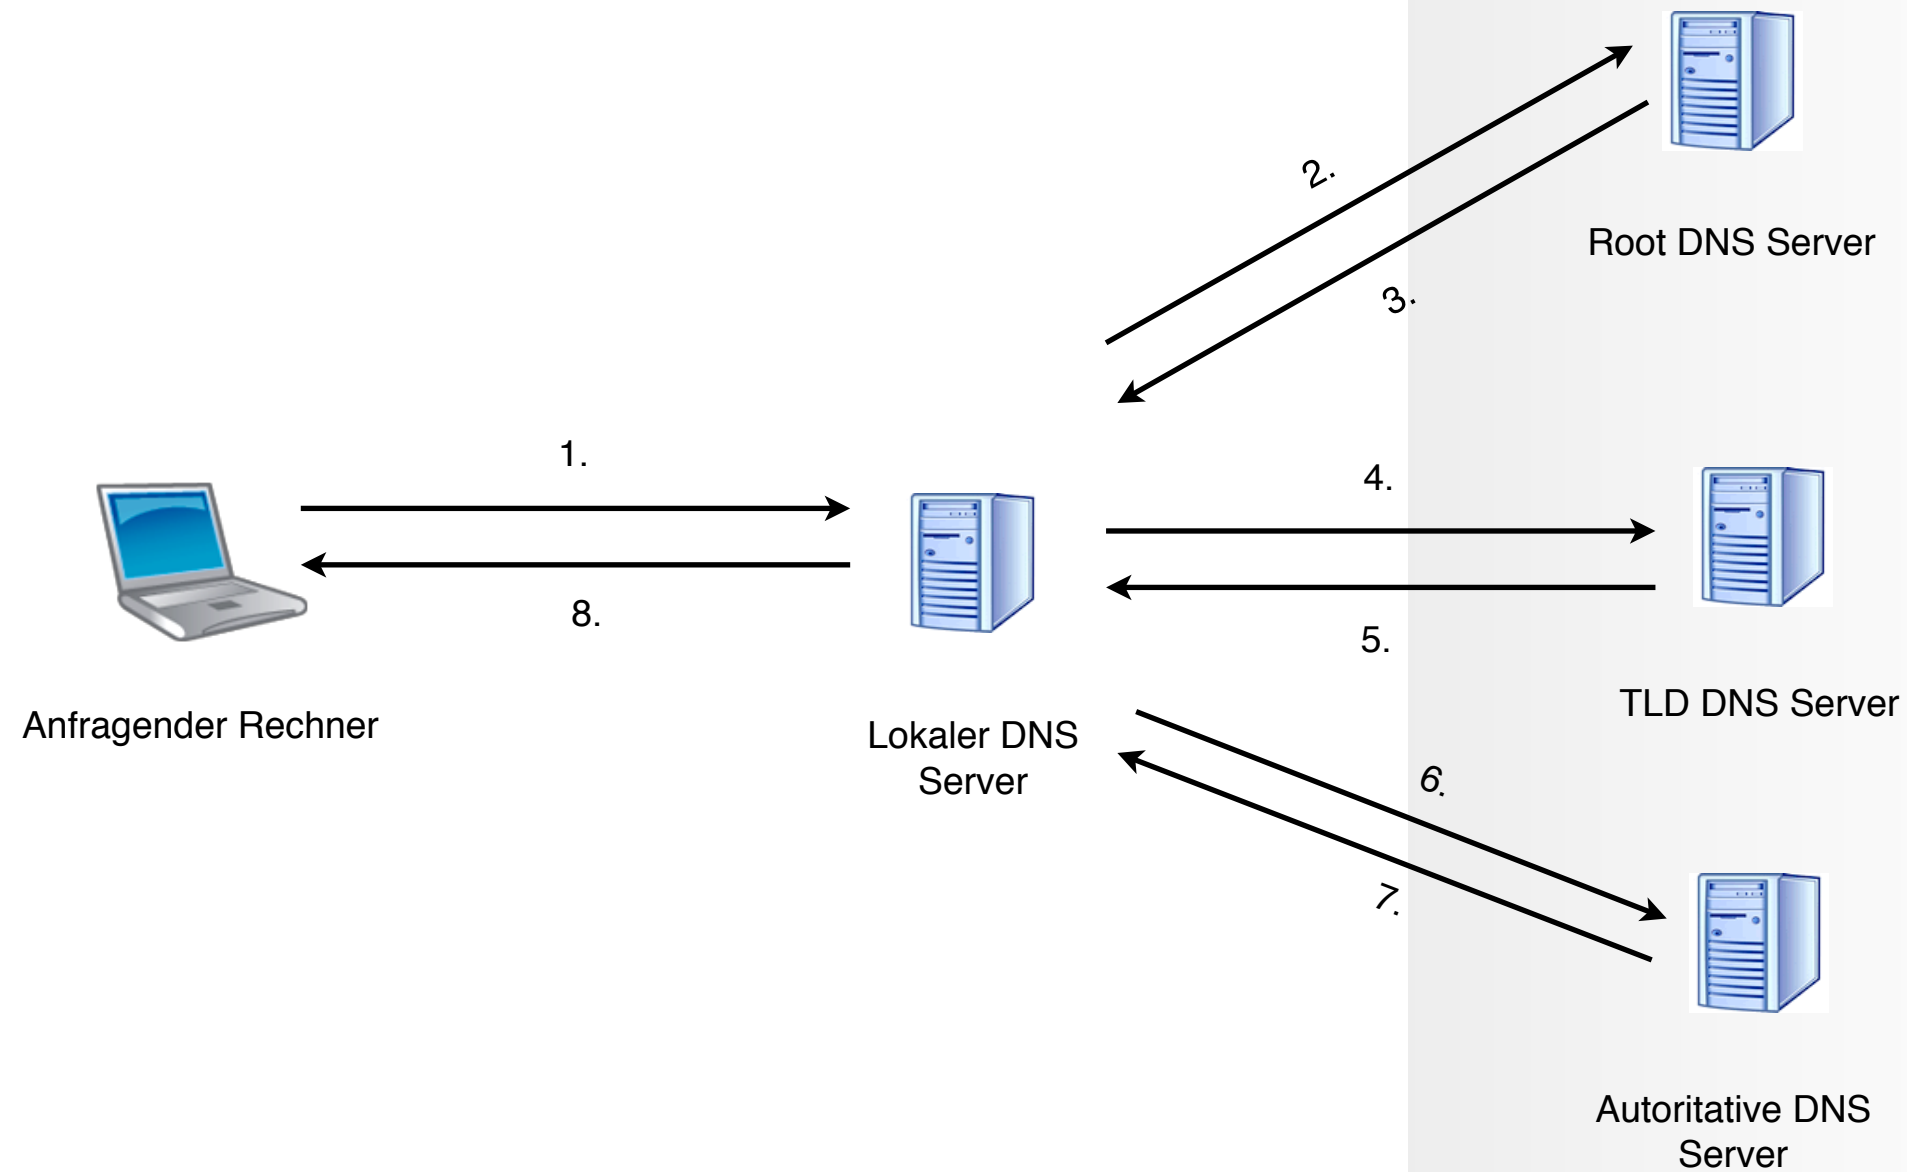 2.
Root DNS Server
3.
1.
4.
8.
5.
TLD DNS Server
Anfragender Rechner
Lokaler DNS
Server
6.
7.
Autoritative DNS
Server